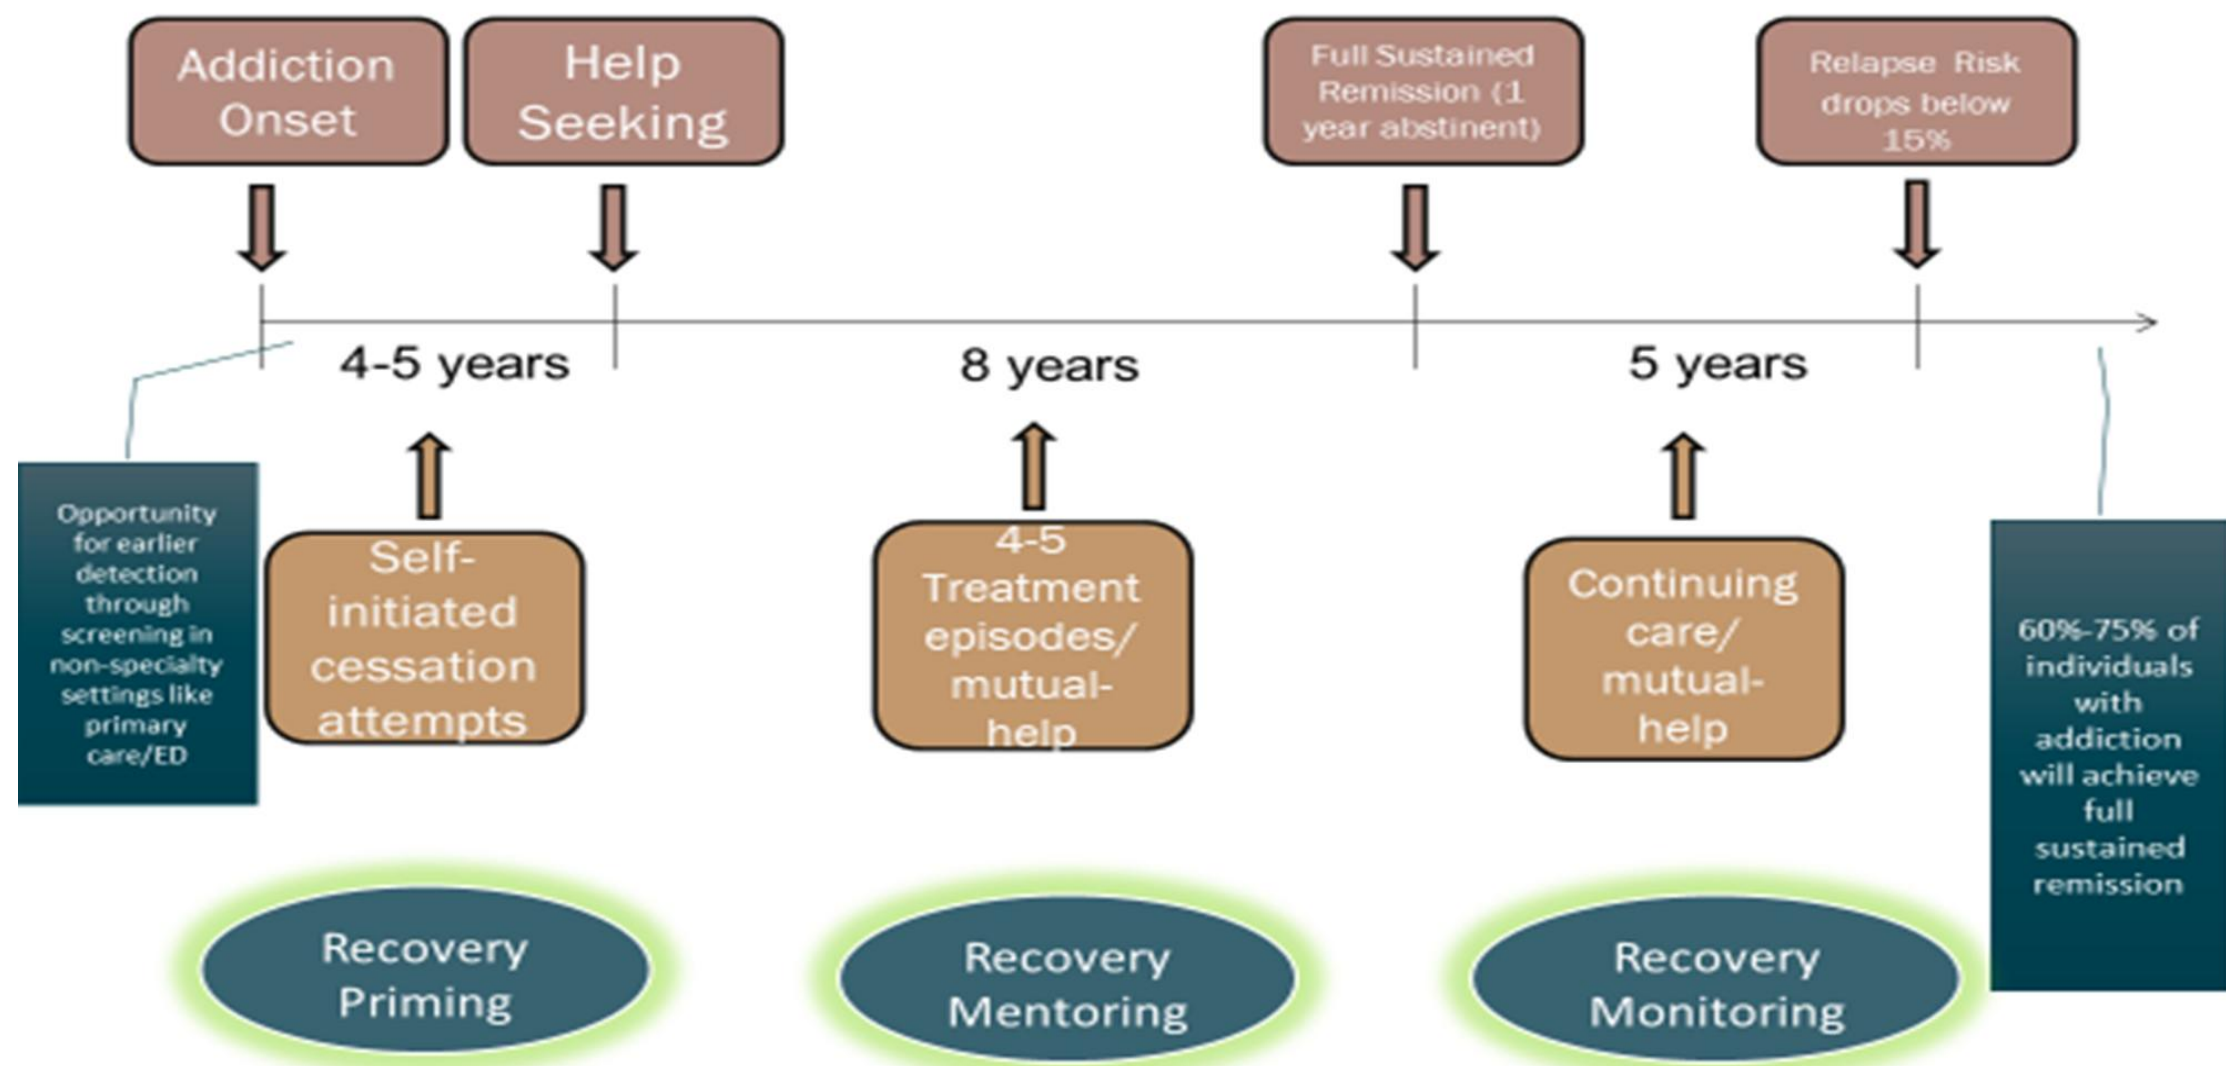 Addiction
Onset
Help
Seeking
Full Sustained
Remission (1
year abstinent)
Relapse Risk
drops below
15%
4-5 years
8 years
5 years
Opportunity
for earlier
detection
through
screening in
non-specialty
settings like
primary
care/ED
Self-
initiated
cessation
attempts
4-5
Treatment
episodes/
mutual-
help
Continuing
care/
mutual-
help
60%-75% of
individuals
with
addiction
will achieve
full
sustained
remission
Recovery
Priming
Recovery
Mentoring
Recovery
Monitoring